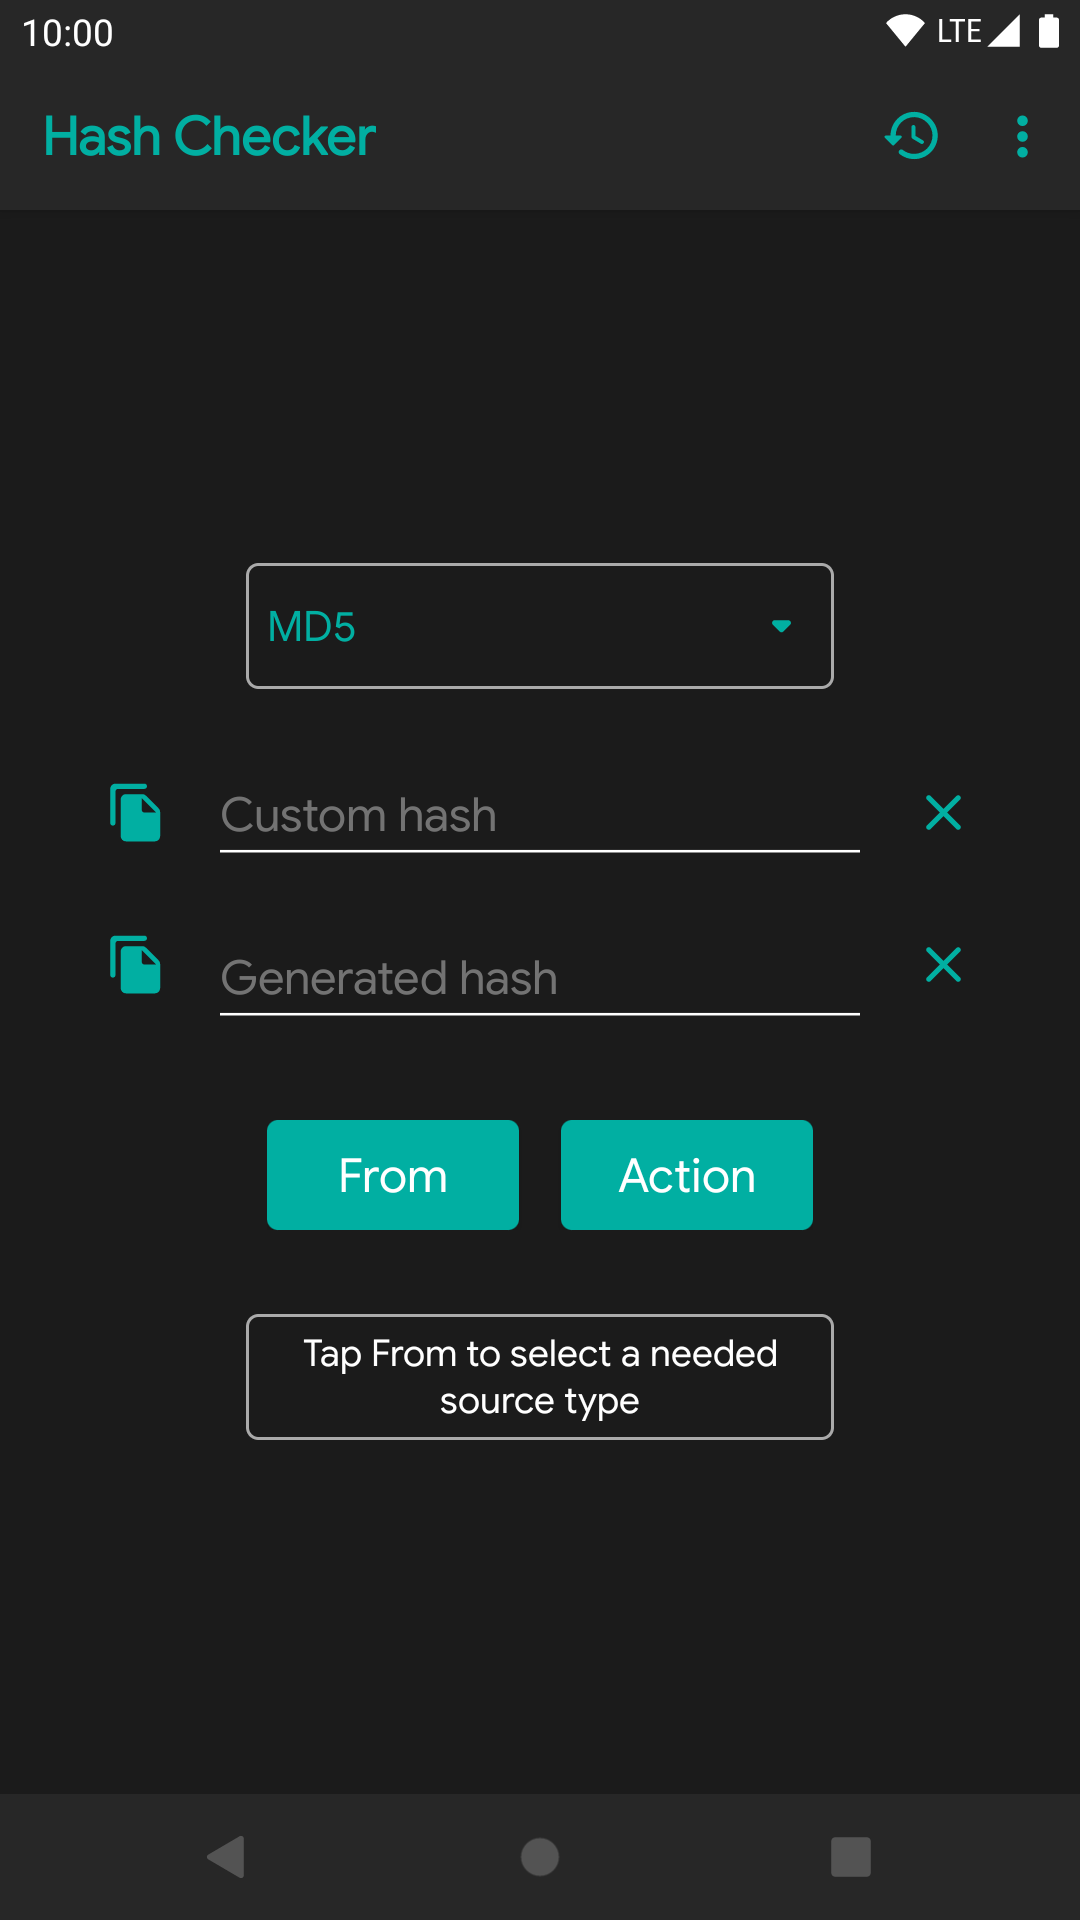 10:00 LTE
Hash Checker
MD5
Custom hash
Generated hash
From Action
Tap From to select a needed
source type